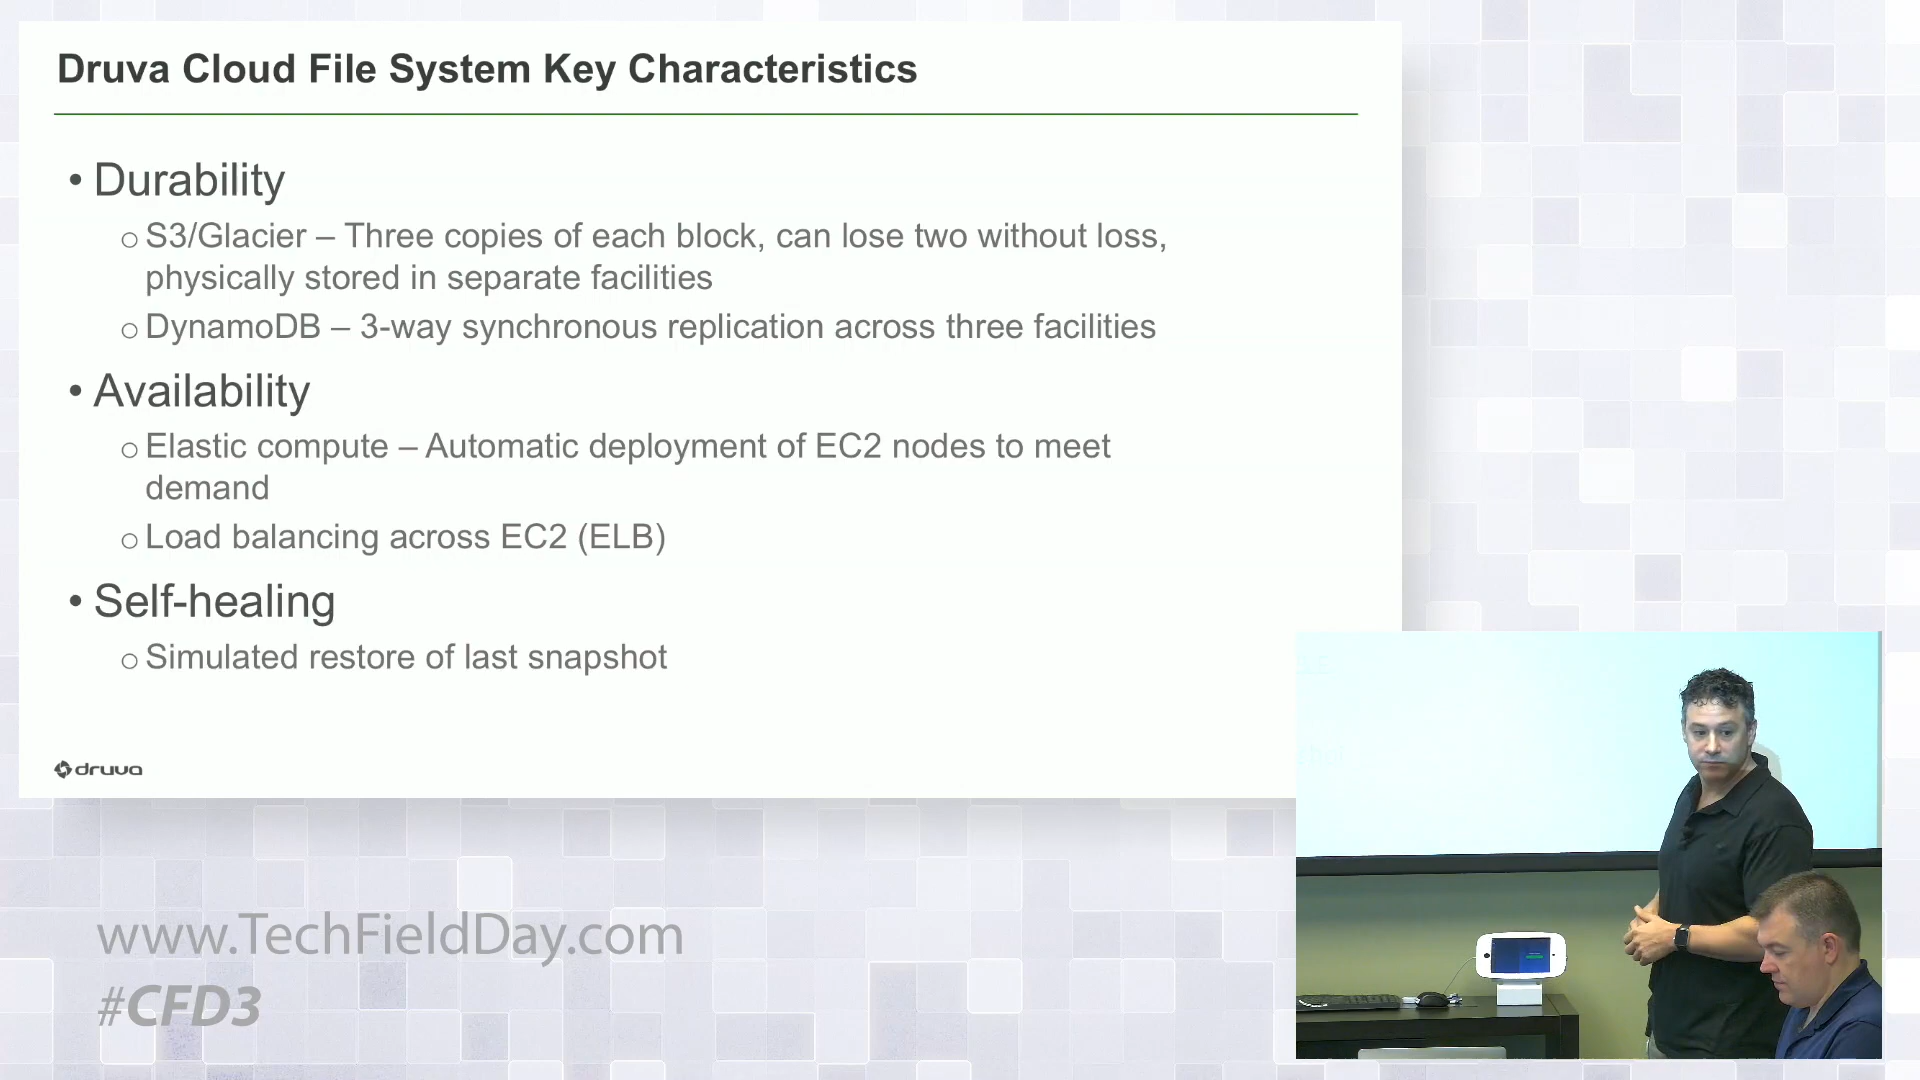 Druva Cloud File System Key Characteristics
• Durability
o S3/Glacier – Three copies of each block, can lose two without loss,
physically stored in separate facilities
o DynamoDB – 3-way synchronous replication across three facilities
• Availability
o Elastic compute – Automatic deployment of EC2 nodes to meet
demand
o Load balancing across EC2 (ELB)
• Self-healing
o Simulated restore of last snapshot
druva
www.TechFieldDay.com
#CFD3